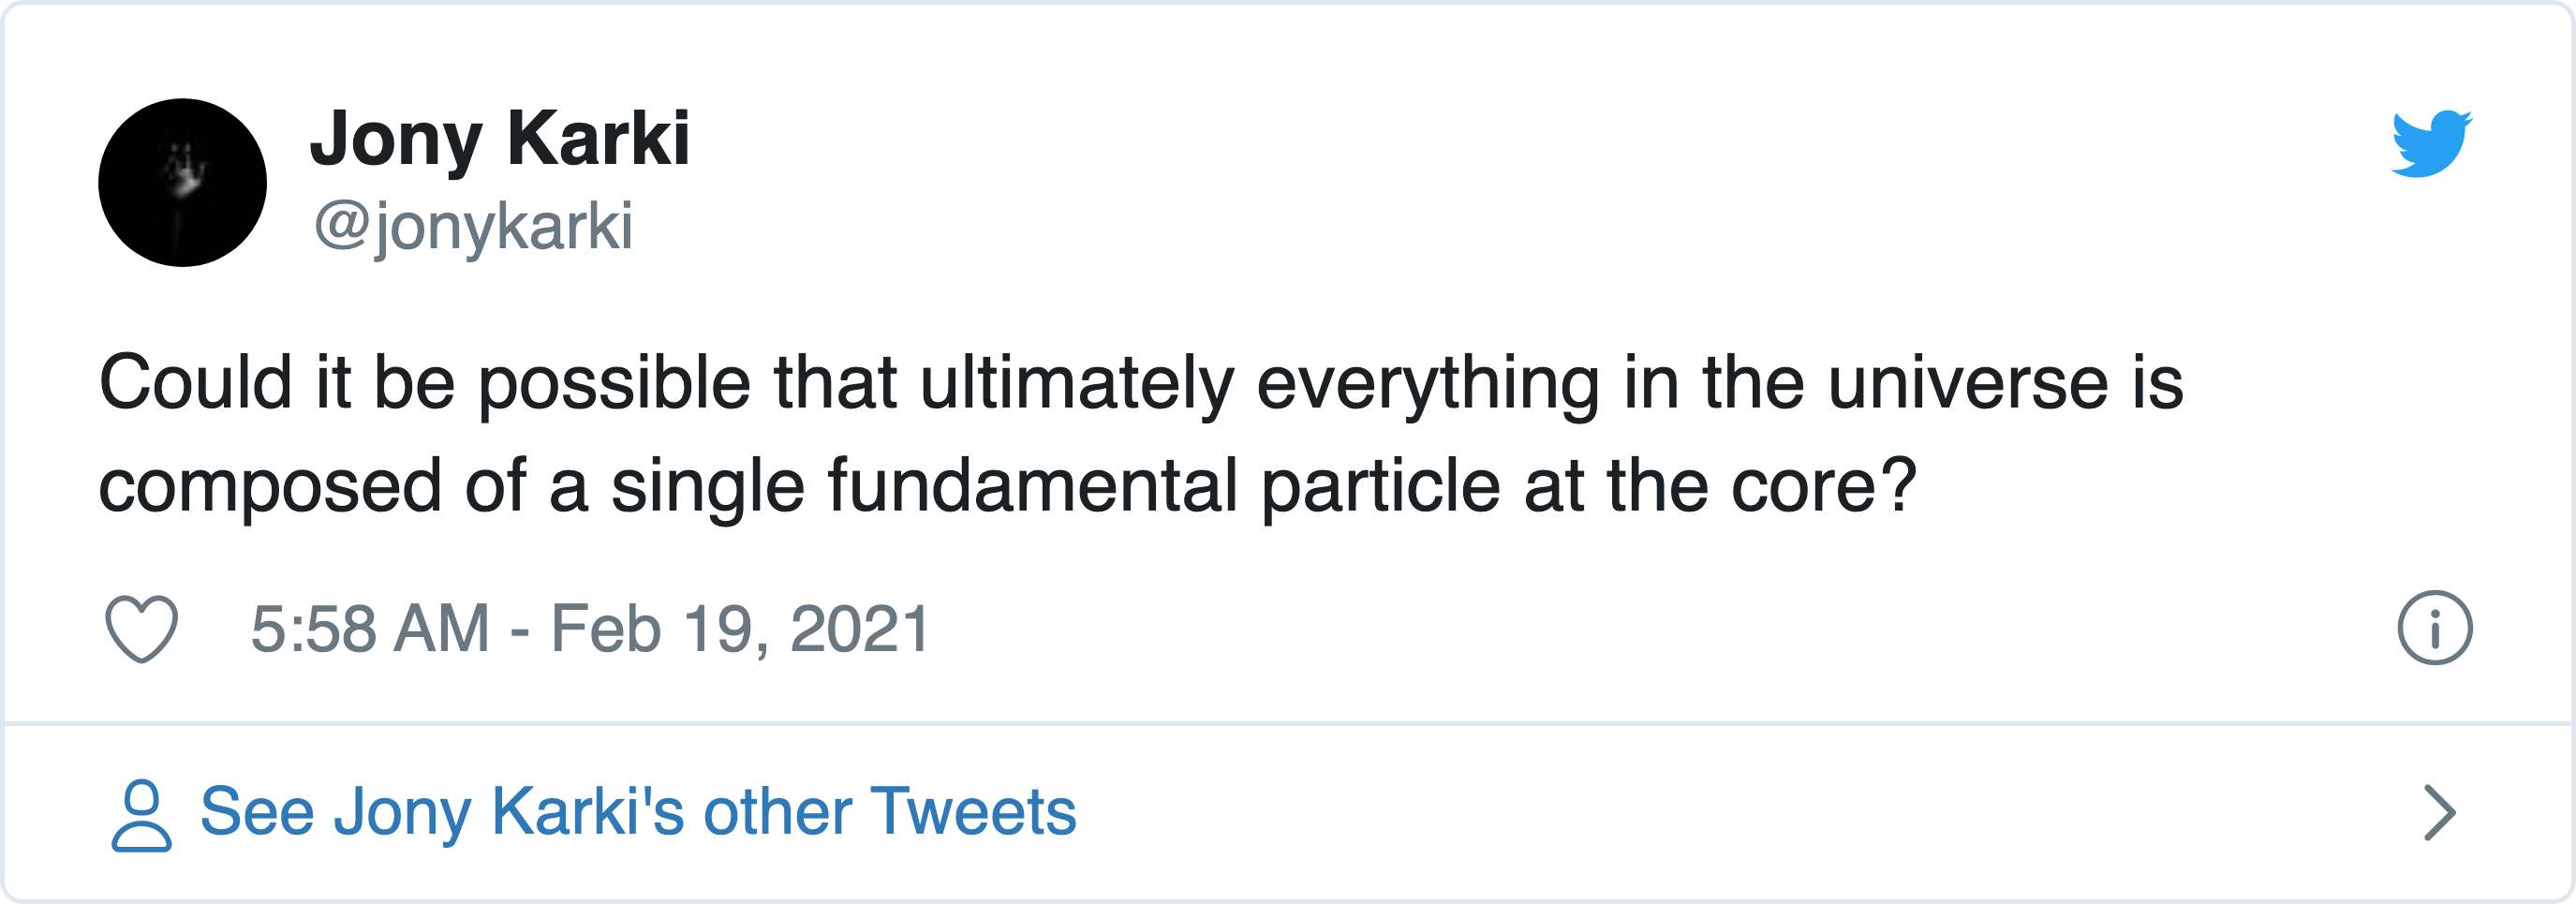 Jony Karki
@jonykarki
Could it be possible that ultimately everything in the universe is
composed of a single fundamental particle at the core?
5:58 AM - Feb 19, 2021
See Jony Karki's other Tweets